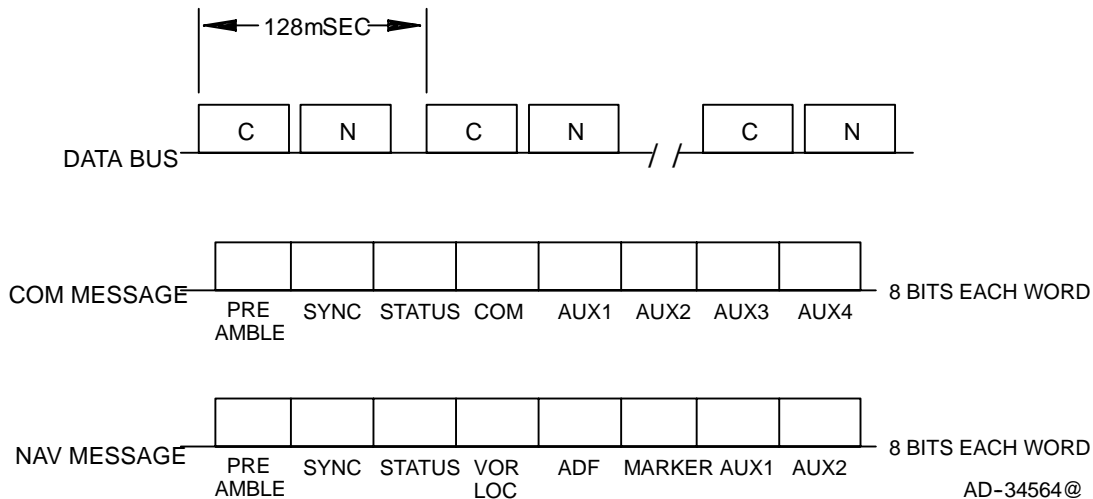 128mSEC
C N C N C N
DATA BUS
COM MESSAGE
PRE AMBLE SYNC STATUS COM AUX1 AUX2 AUX3 AUX4
8 BITS EACH WORD
NAV MESSAGE
PRE AMBLE SYNC STATUS VOR LOC ADF MARKER AUX1 AUX2
8 BITS EACH WORD
AD-34564@